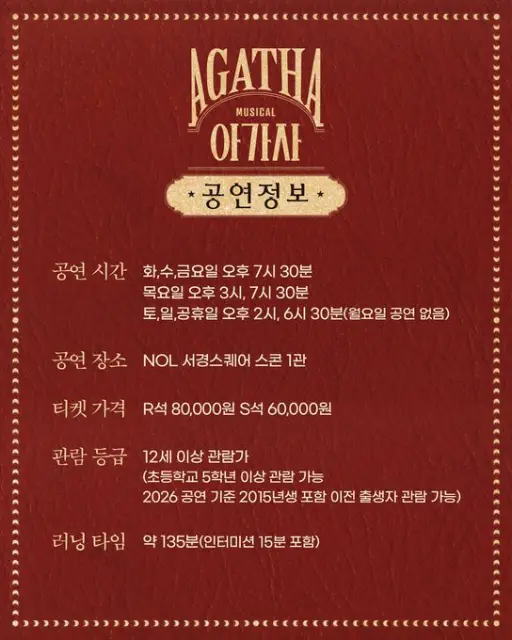 AGATHA
MUSICAL
아가사
공연정보
공연 시간 화,수,금요일 오후 7시 30분
목요일 오후 3시, 7시 30분
토,일,공휴일 오후 2시, 6시 30분(월요일 공연 없음)
공연 장소 NOL 서경스퀘어 스콘 1관
티켓 가격 R석 80,000원 S석 60,000원
관람 등급 12세 이상 관람가
(초등학교 5학년 이상 관람 가능
2026 공연 기준 2015년생 포함 이전 출생자 관람 가능)
러닝 타임 약 135분(인터미션 15분 포함)